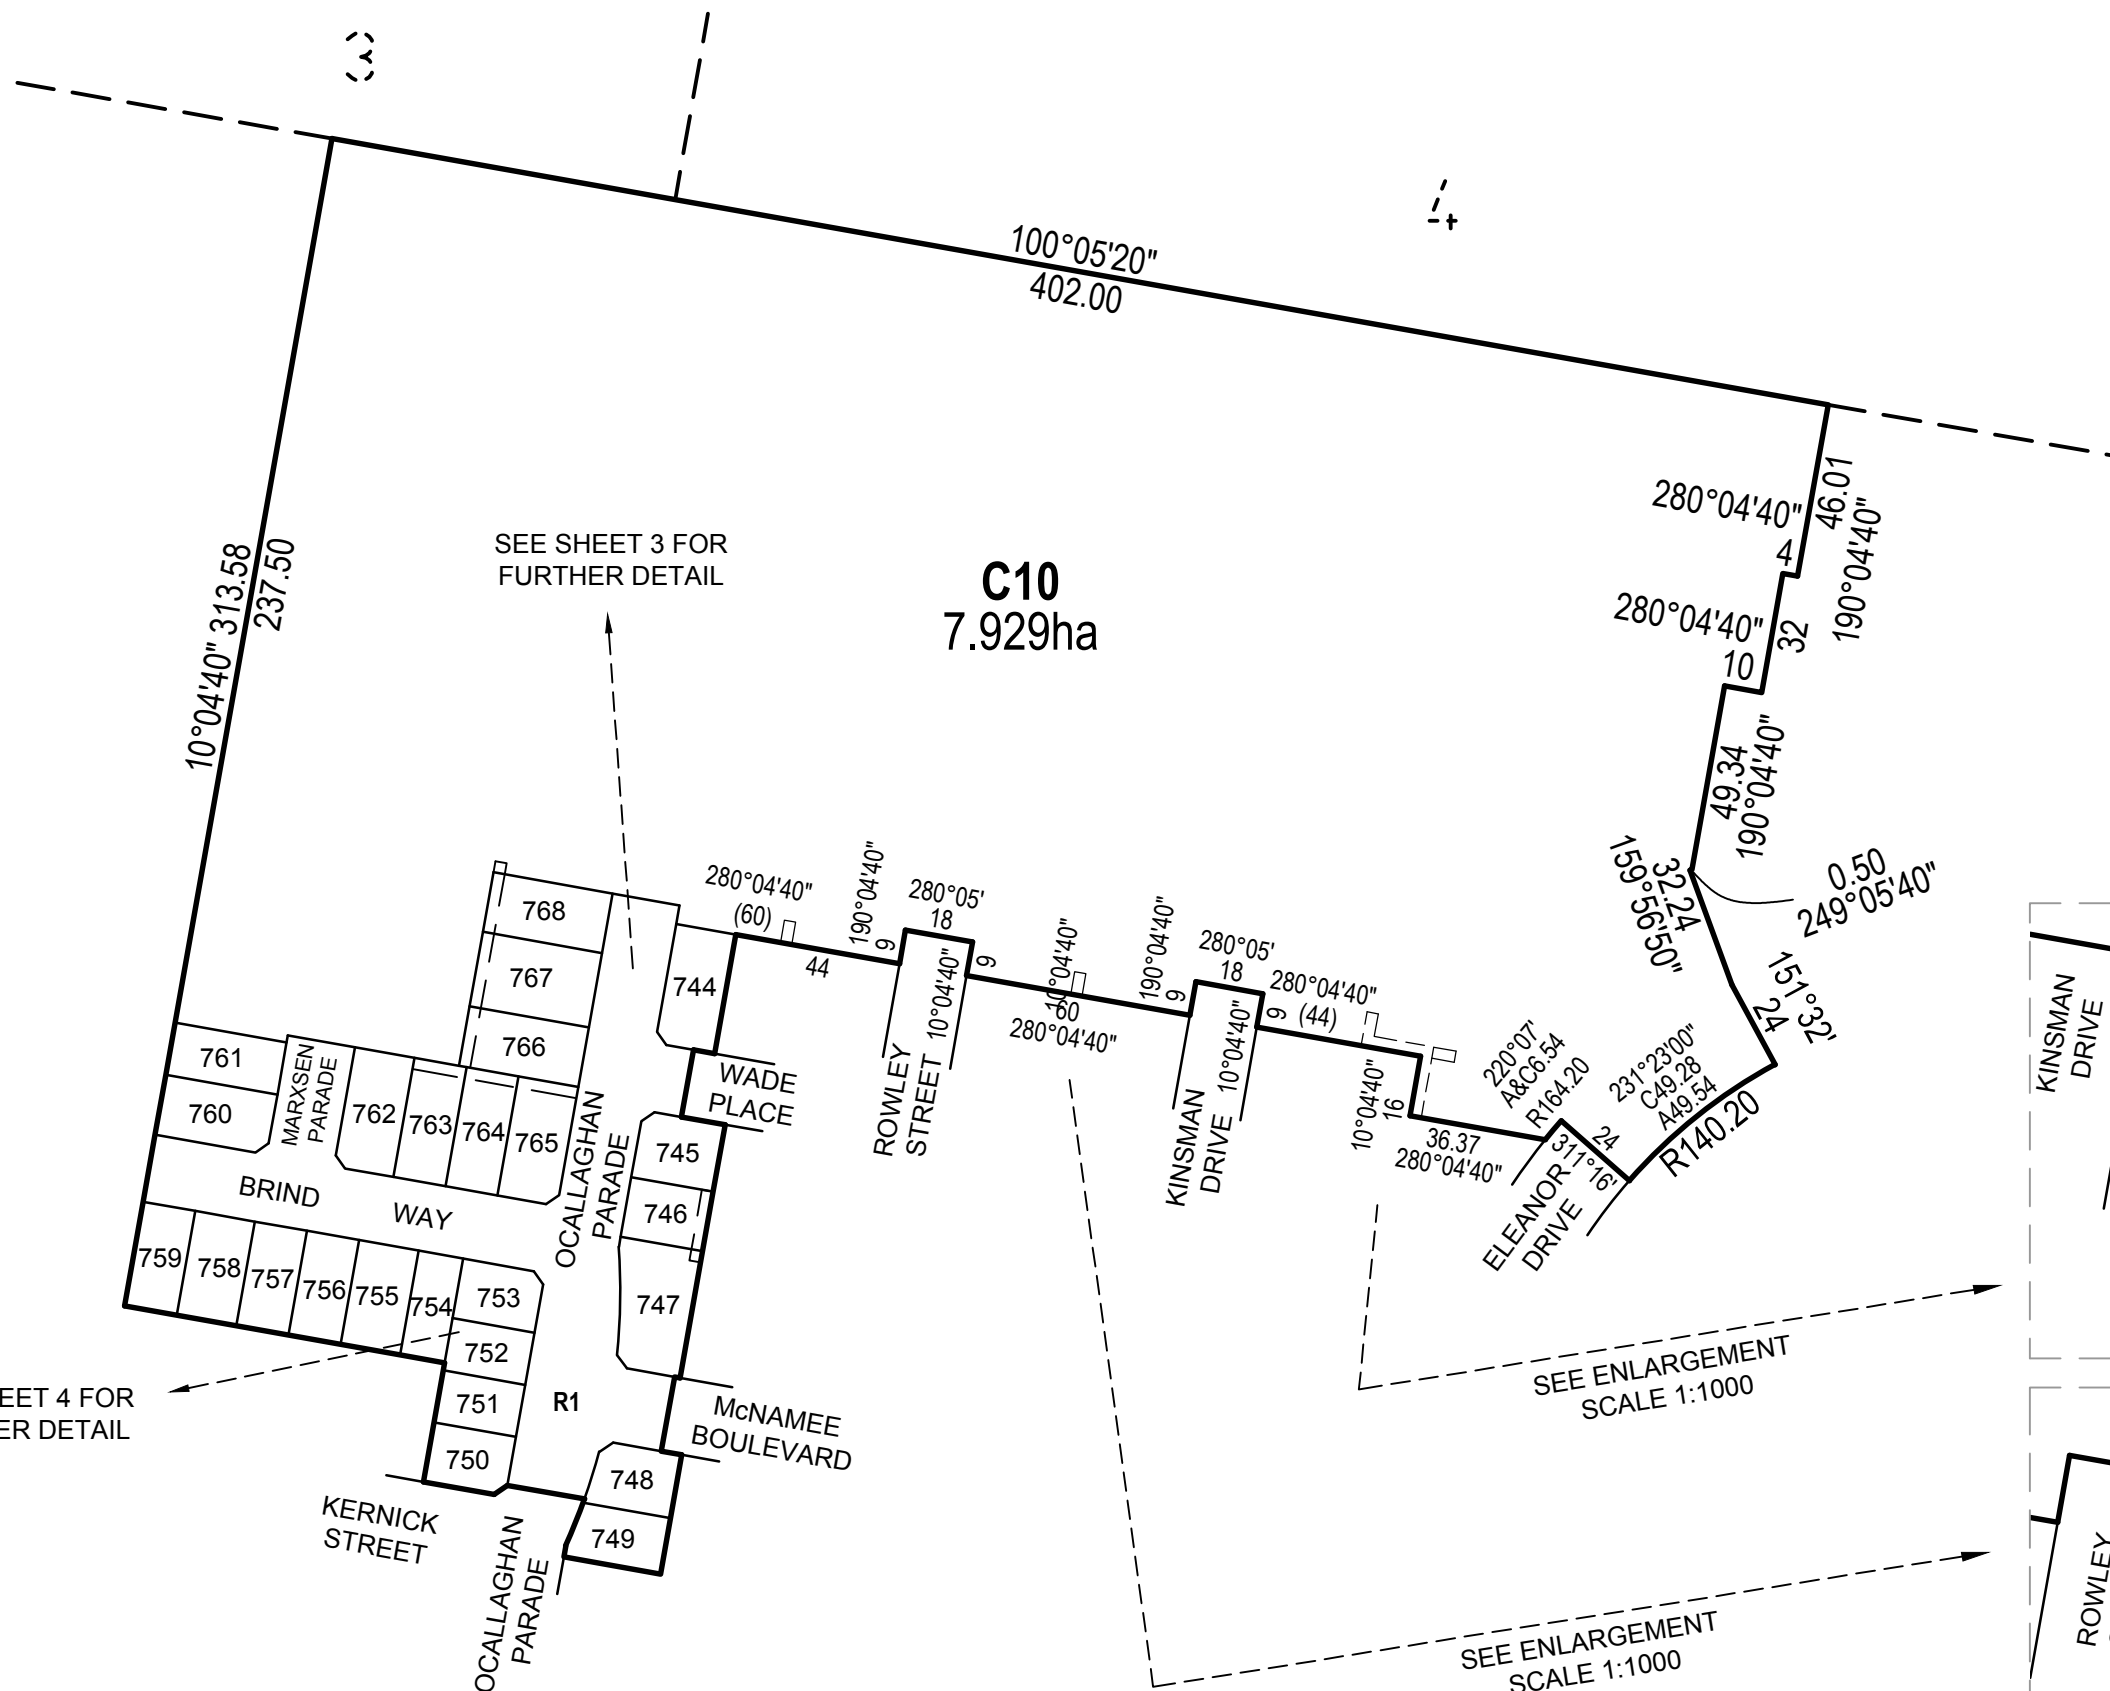 3
4
100°05'20"
402.00
280°04'40"
46.01
190°04'40"
4
280°04'40"
32
10
49.34
190°04'40"
10°04'40" 313.58
237.50
SEE SHEET 3 FOR
FURTHER DETAIL
C10
7.929ha
0.50
249°05'40"
32.24
159°56'50"
151°32'
24
280°04'40"
(60)
44
190°04'40"
9
280°05'
18
10°04'40"
9
10°04'40"
60
280°04'40"
190°04'40"
9
280°05'
18
10°04'40"
9
280°04'40"
(44)
10°04'40"
16
36.37
280°04'40"
220°07'
A&C6.54
R164.20
24
311°16'
231°23'00"
C49.28
A49.54
R140.20
768
767
766
744
761
760
MARXSEN
PARADE
762
763
764
765
OCALLAGHAN
PARADE
WADE
PLACE
ROWLEY
STREET
KINSMAN
DRIVE
ELEANOR
DRIVE
KINSMAN
DRIVE
745
746
747
BRIND
WAY
759
758
757
756
755
754
753
752
751
750
R1
748
749
McNAMEE
BOULEVARD
EET 4 FOR
ER DETAIL
KERNICK
STREET
OCALLAGHAN
PARADE
SEE ENLARGEMENT
SCALE 1:1000
SEE ENLARGEMENT
SCALE 1:1000
ROWLEY